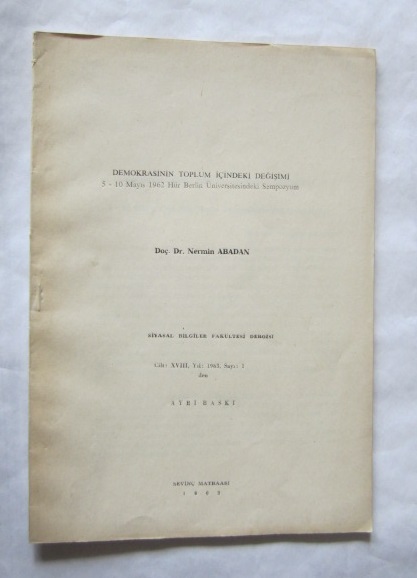 DEMOKRASİNİN TOPLUM İÇİNDEKİ DEĞİŞİMİ
5 - 10 Mayıs 1962 Hür Berlin Üniversitesindeki Sempozyum
Doç. Dr. Nermin ABADAN
SİYASAL BİLGİLER FAKÜLTESİ DERGİSİ
Cilt: XVIII, Yıl: 1963, Sayı:
den
AYRI BASKI
SEVİNÇ MATBAASI